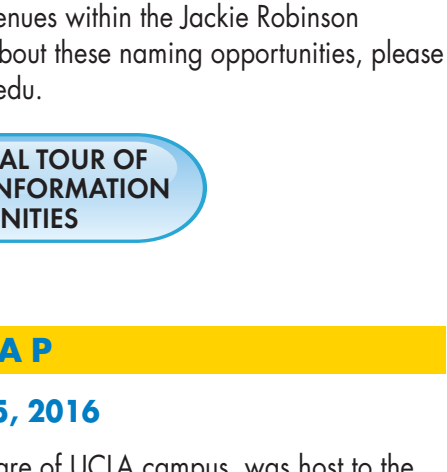 enues within the Jackie Robinson
bout these naming opportunities, please
edu.
AL TOUR OF
NFORMATION
NITIES
A P
5, 2016
are of UCLA campus, was host to the